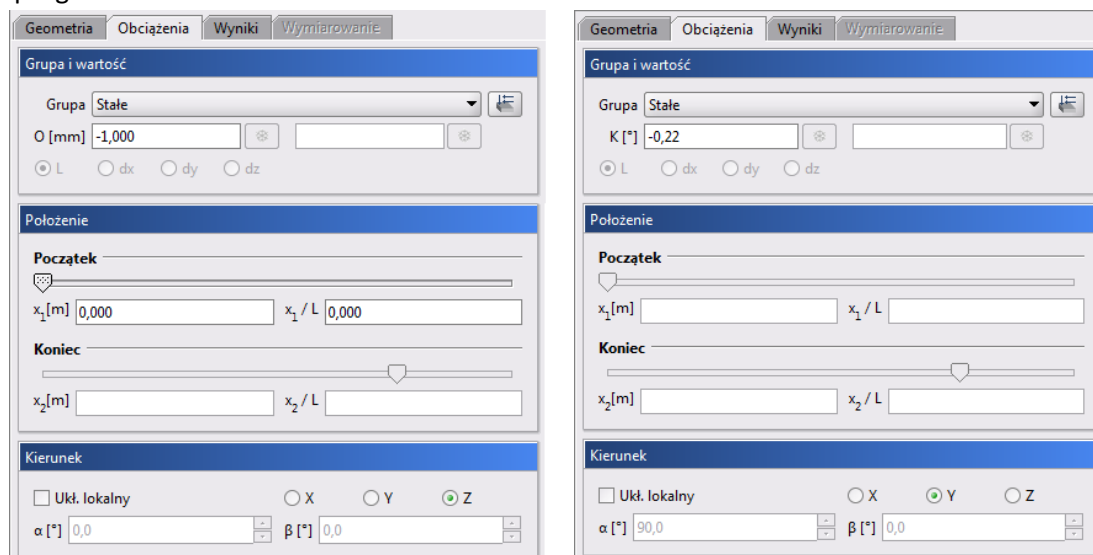 Geometria Obciążenia Wyniki Wymiarowanie
Grupa i wartość
Grupa Stałe
O [mm] -1,000
L dx dy dz
Położenie
Początek
x1[m] 0,000 x1 / L 0,000
Koniec
x2[m] x2 / L
Kierunek
Ukł. lokalny X Y Z
α [°] 0,0 β [°] 0,0
Geometria Obciążenia Wyniki Wymiarowanie
Grupa i wartość
Grupa Stałe
K [°] -0,22
L dx dy dz
Położenie
Początek
x1[m] x1 / L
Koniec
x2[m] x2 / L
Kierunek
Ukł. lokalny X Y Z
α [°] 90,0 β [°] 0,0